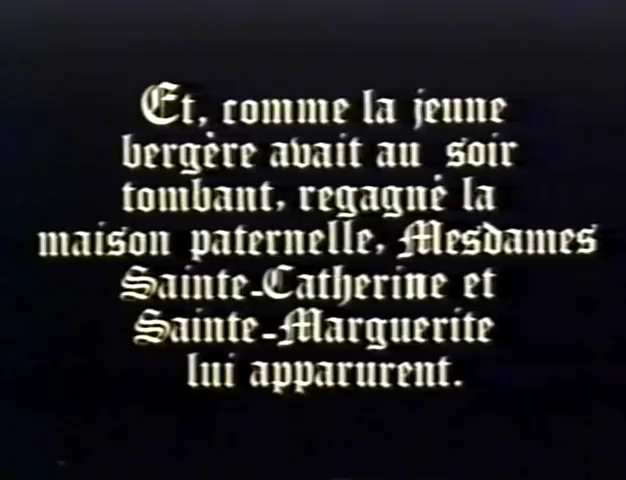 Et, comme la jeune
bergère avait au soir
tombant, regagné la
maison paternelle, Mesdames
Sainte-Catherine et
Sainte-Marguerite
lui apparurent.